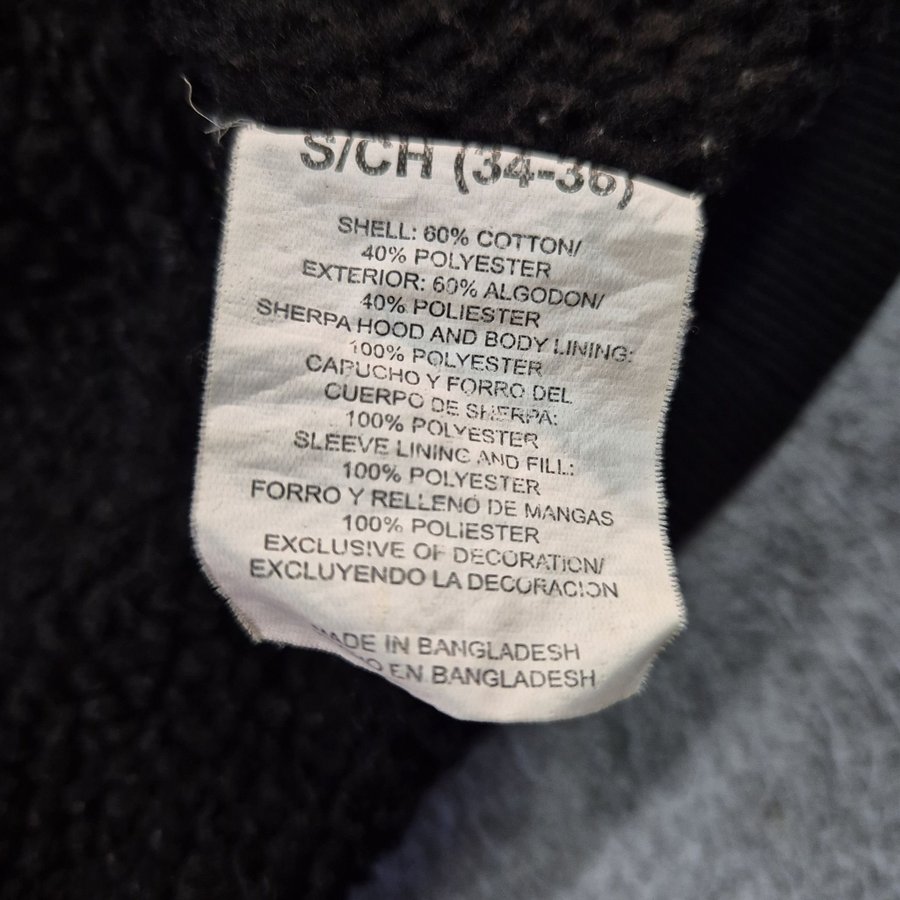 S/CH (34-36)
SHELL: 60% COTTON/
40% POLYESTER
EXTERIOR: 60% ALGODON/
40% POLIESTER
SHERPA HOOD AND BODY LINING:
100% POLYESTER
CAPUCHO Y FORRO DEL
CUERPO DE SHERPA:
100% POLYESTER
SLEEVE LINING AND FILL:
100% POLYESTER
FORRO Y RELLENO DE MANGAS
100% POLIESTER
EXCLUSIVE OF DECORATION/
EXCLUYENDO LA DECORACION
MADE IN BANGLADESH
EN BANGLADESH